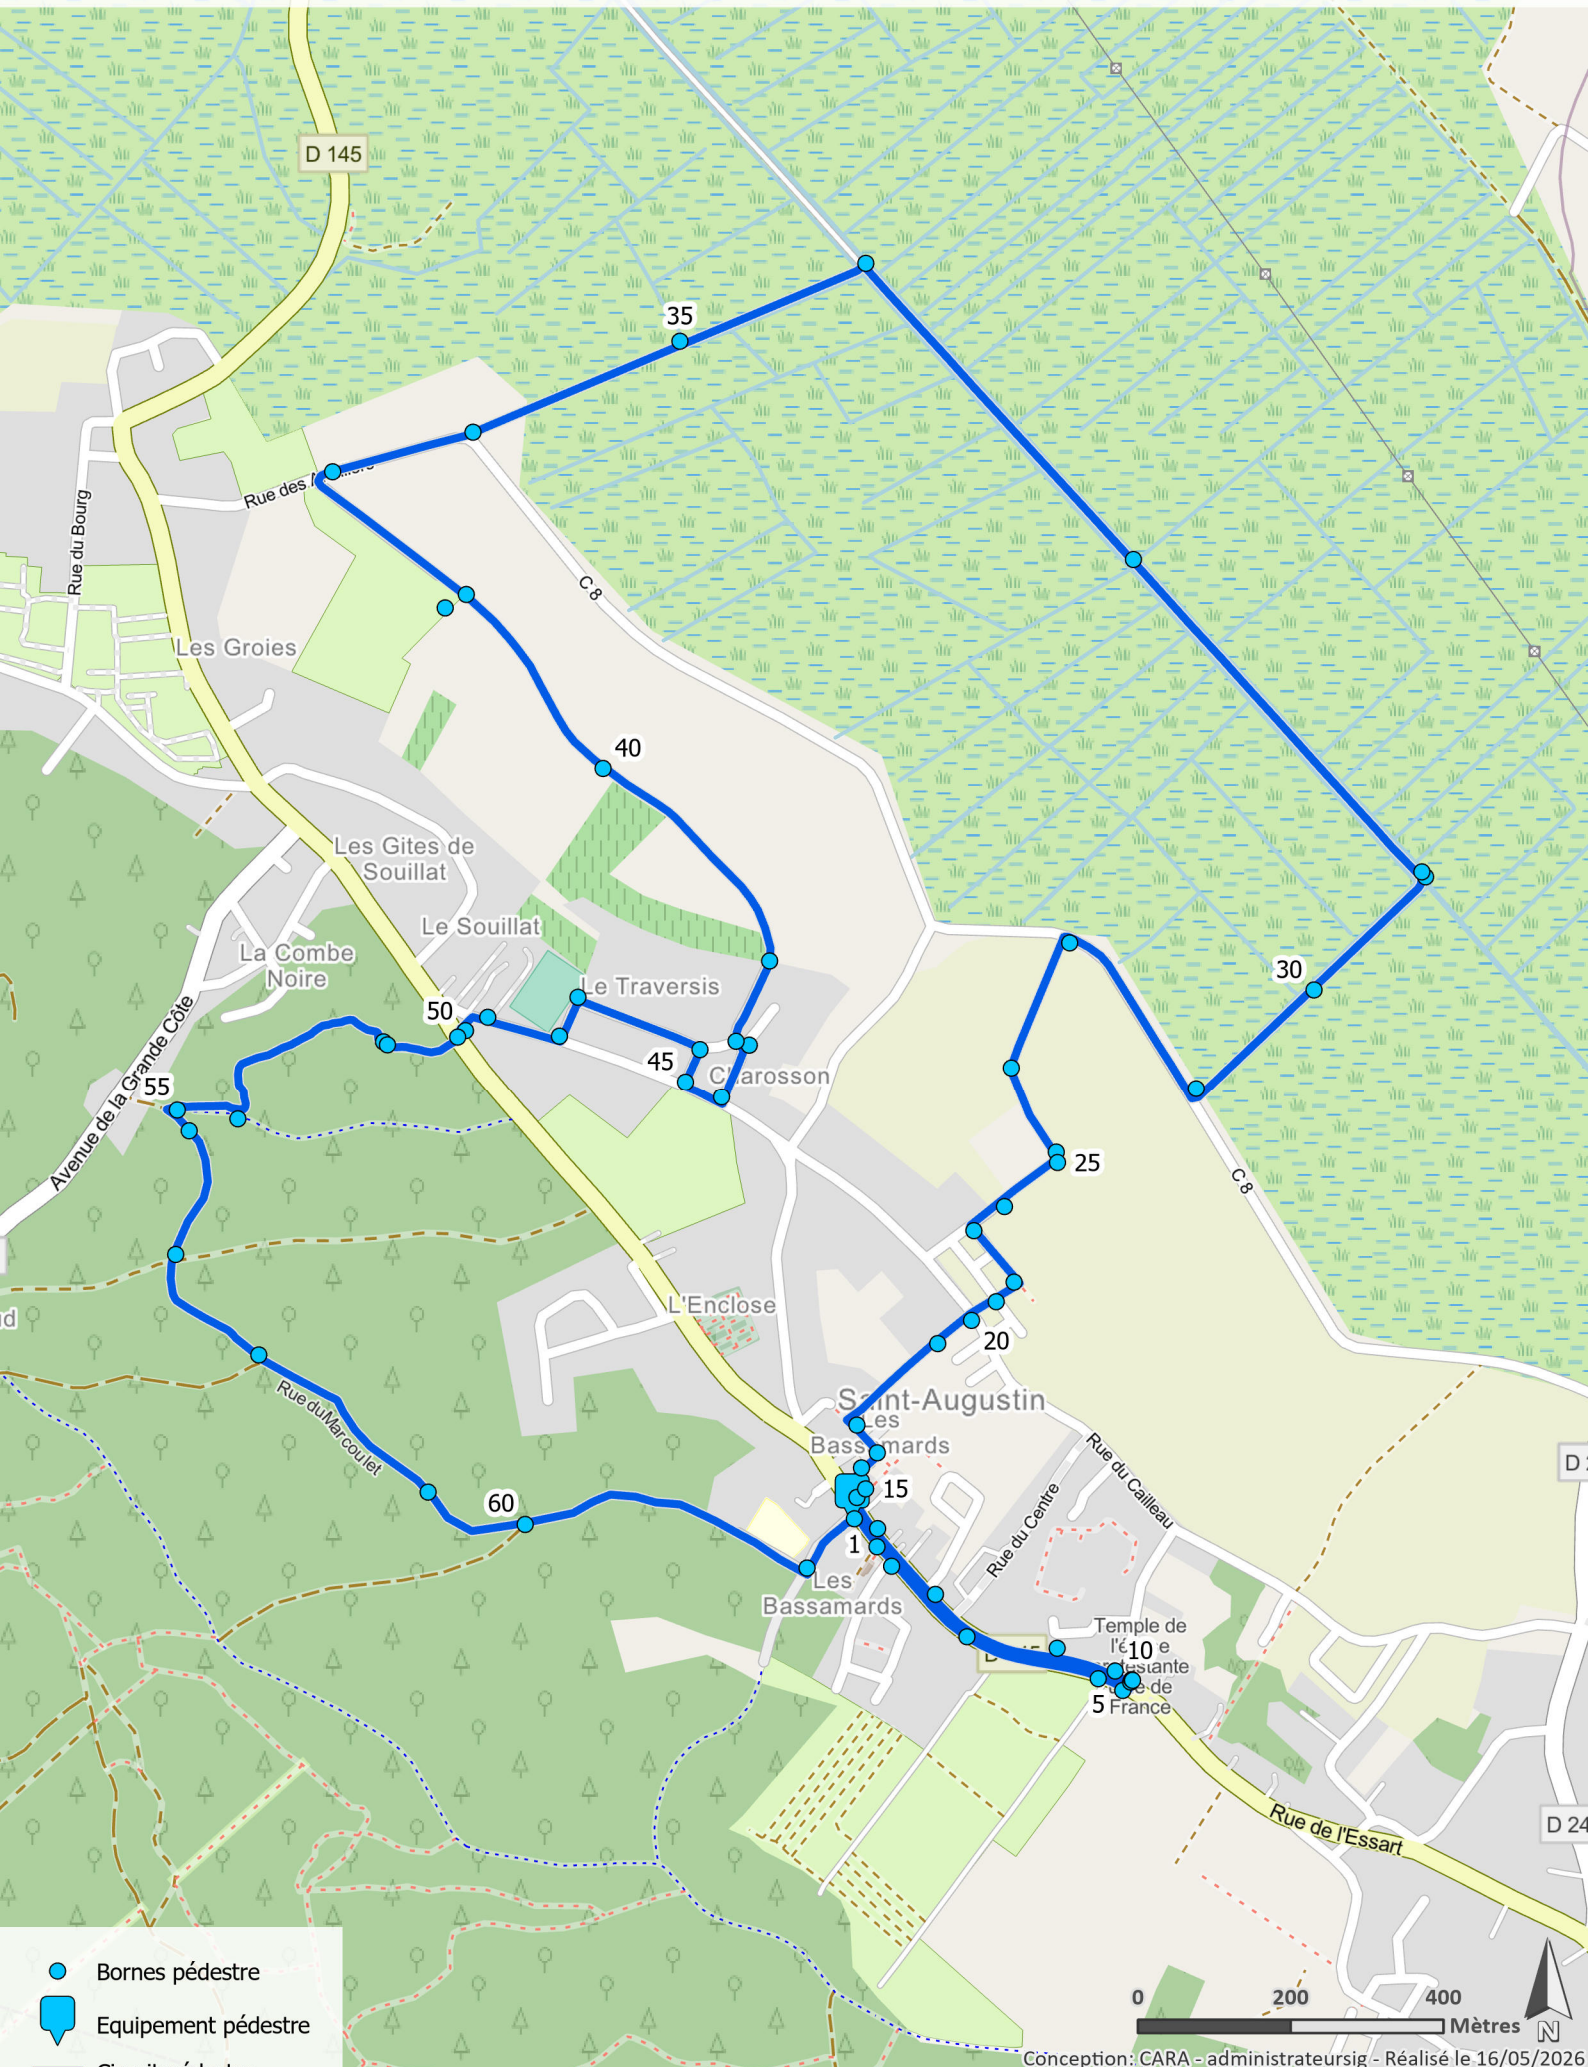 D 145
35
Rue des A
Rue du Bourg
C 8
Les Groies
40
Les Gites de
Souillat
Le Souillat
La Combe
Noire
Le Traversis
30
50
45
Charosson
Avenue de la Grande Côte
55
25
C 8
L'Enclose
20
Saint-Augustin
Les
Bassamards
Rue du Marcoulet
Rue du Cailleau
D 2
15
60
1
Rue du Centre
Les
Bassamards
Temple de
10
5
France
Rue de l'Essart
D 24
Bornes pédestre
Equipement pédestre
0 200 400
Mètres
N
Conception: CARA - administrateursig - Réalisé le 16/05/2026